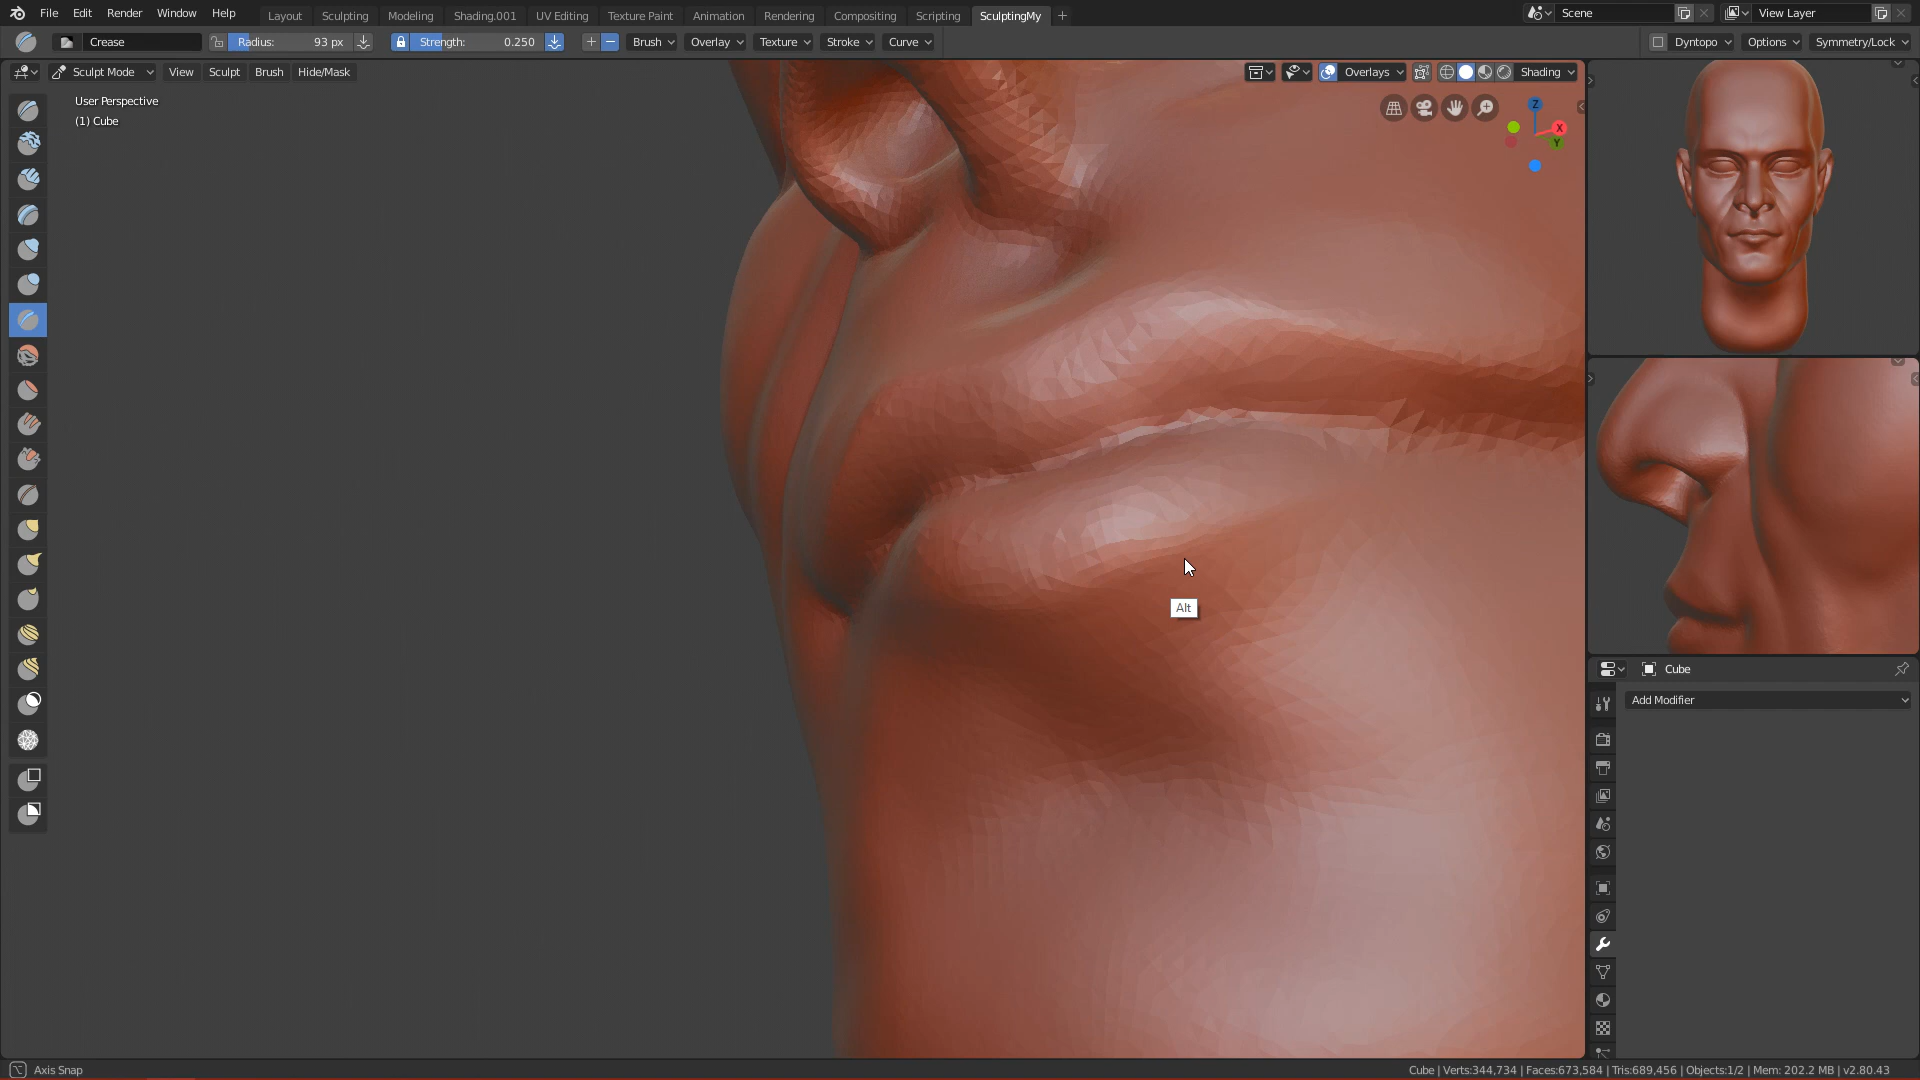 File Edit Render Window Help Layout Sculpting Modeling Shading.001 UV Editing Texture Paint Animation Rendering Compositing Scripting SculptingMy + Scene View Layer
Crease Radius: 93 px Strength: 0.250 Brush Overlay Texture Stroke Curve Dyntopo Options Symmetry/Lock
Sculpt Mode View Sculpt Brush Hide/Mask Overlays Shading
User Perspective
(1) Cube
Z
X
Y
Alt
Cube
Add Modifier
Axis Snap Cube | Verts:344,734 | Faces:673,584 | Tris:689,456 | Objects:1/2 | Mem: 202.2 MB | v2.80.43